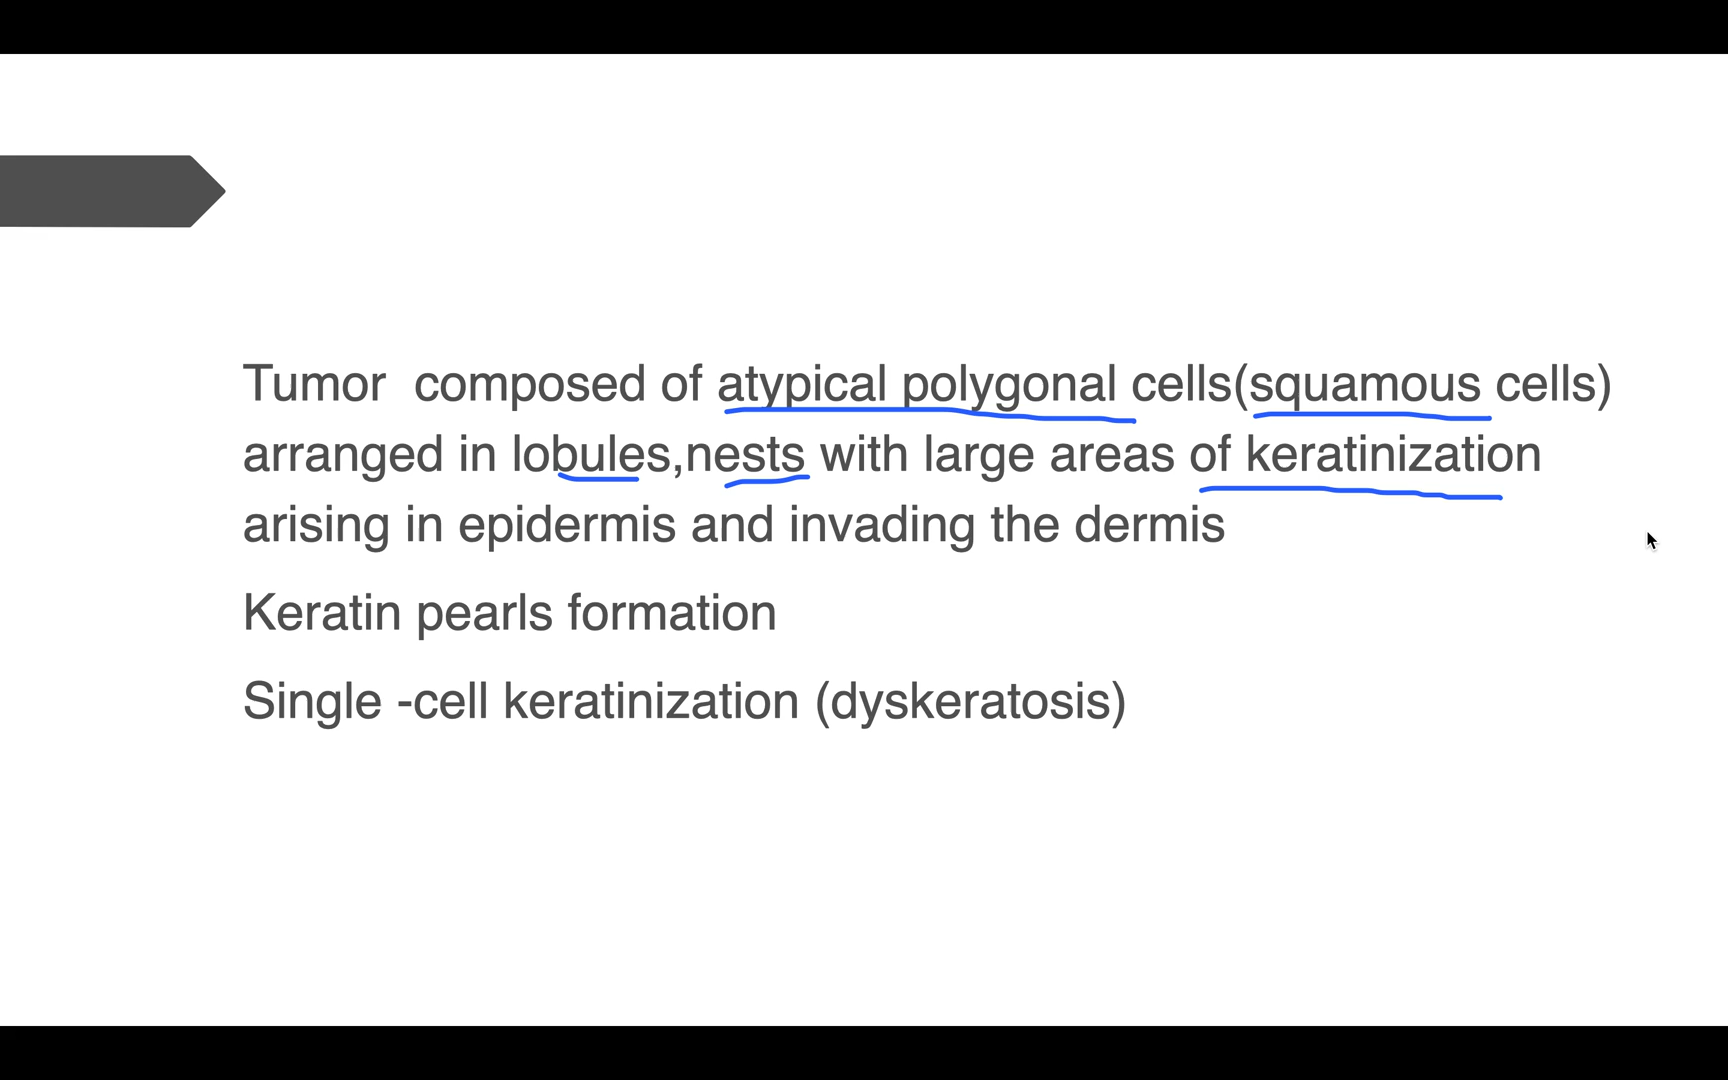 Tumor  composed of atypical polygonal cells(squamous cells)
arranged in lobules,nests with large areas of keratinization
arising in epidermis and invading the dermis
Keratin pearls formation
Single -cell keratinization (dyskeratosis)